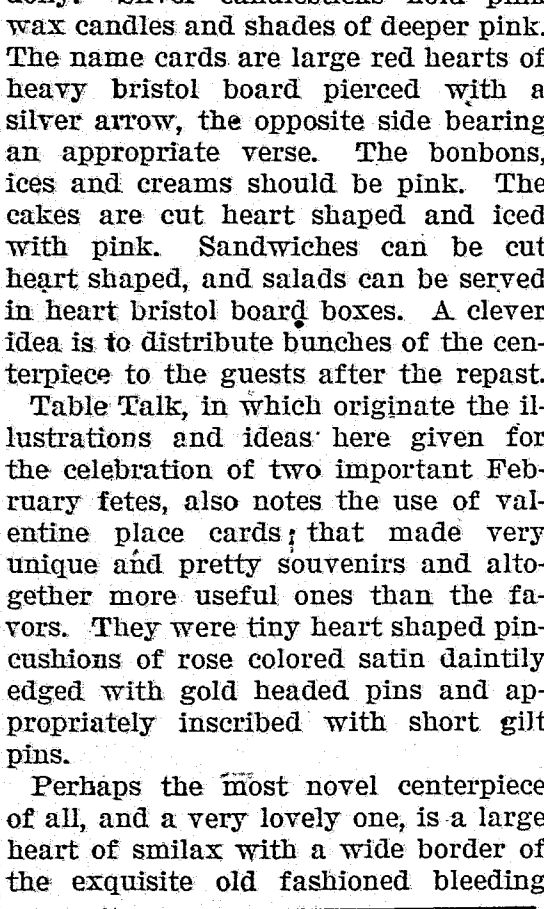 wax candles and shades of deeper pink.
The name cards are large red hearts of
heavy bristol board pierced with a
silver arrow, the opposite side bearing
an appropriate verse. The bonbons,
ices and creams should be pink. The
cakes are cut heart shaped and iced
with pink. Sandwiches can be cut
heart shaped, and salads can be served
in heart bristol board boxes. A clever
idea is to distribute bunches of the cen-
terpiece to the guests after the repast.
Table Talk, in which originate the il-
lustrations and ideas here given for
the celebration of two important Feb-
ruary fetes, also notes the use of val-
entine place cards; that made very
unique and pretty souvenirs and alto-
gether more useful ones than the fa-
vors. They were tiny heart shaped pin-
cushions of rose colored satin daintily
edged with gold headed pins and ap-
propriately inscribed with short gilt
pins.
Perhaps the most novel centerpiece
of all, and a very lovely one, is a large
heart of smilax with a wide border of
the exquisite old fashioned bleeding